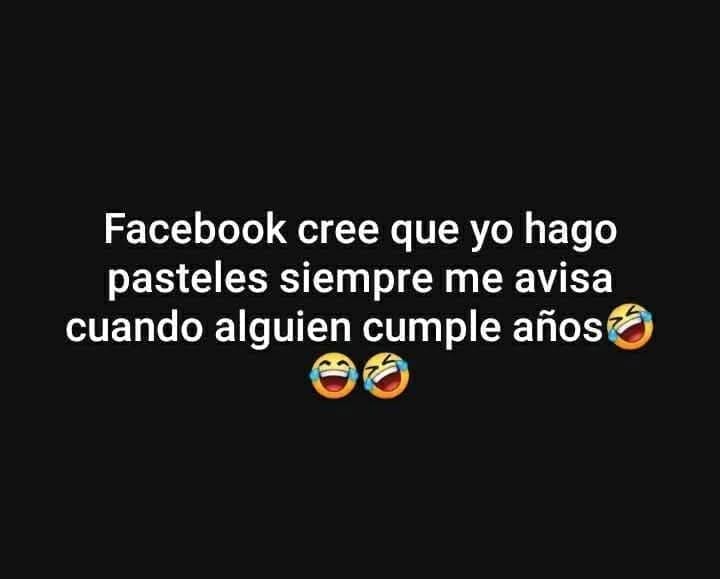 Facebook cree que yo hago
pasteles siempre me avisa
cuando alguien cumple años🤣
😂🤣